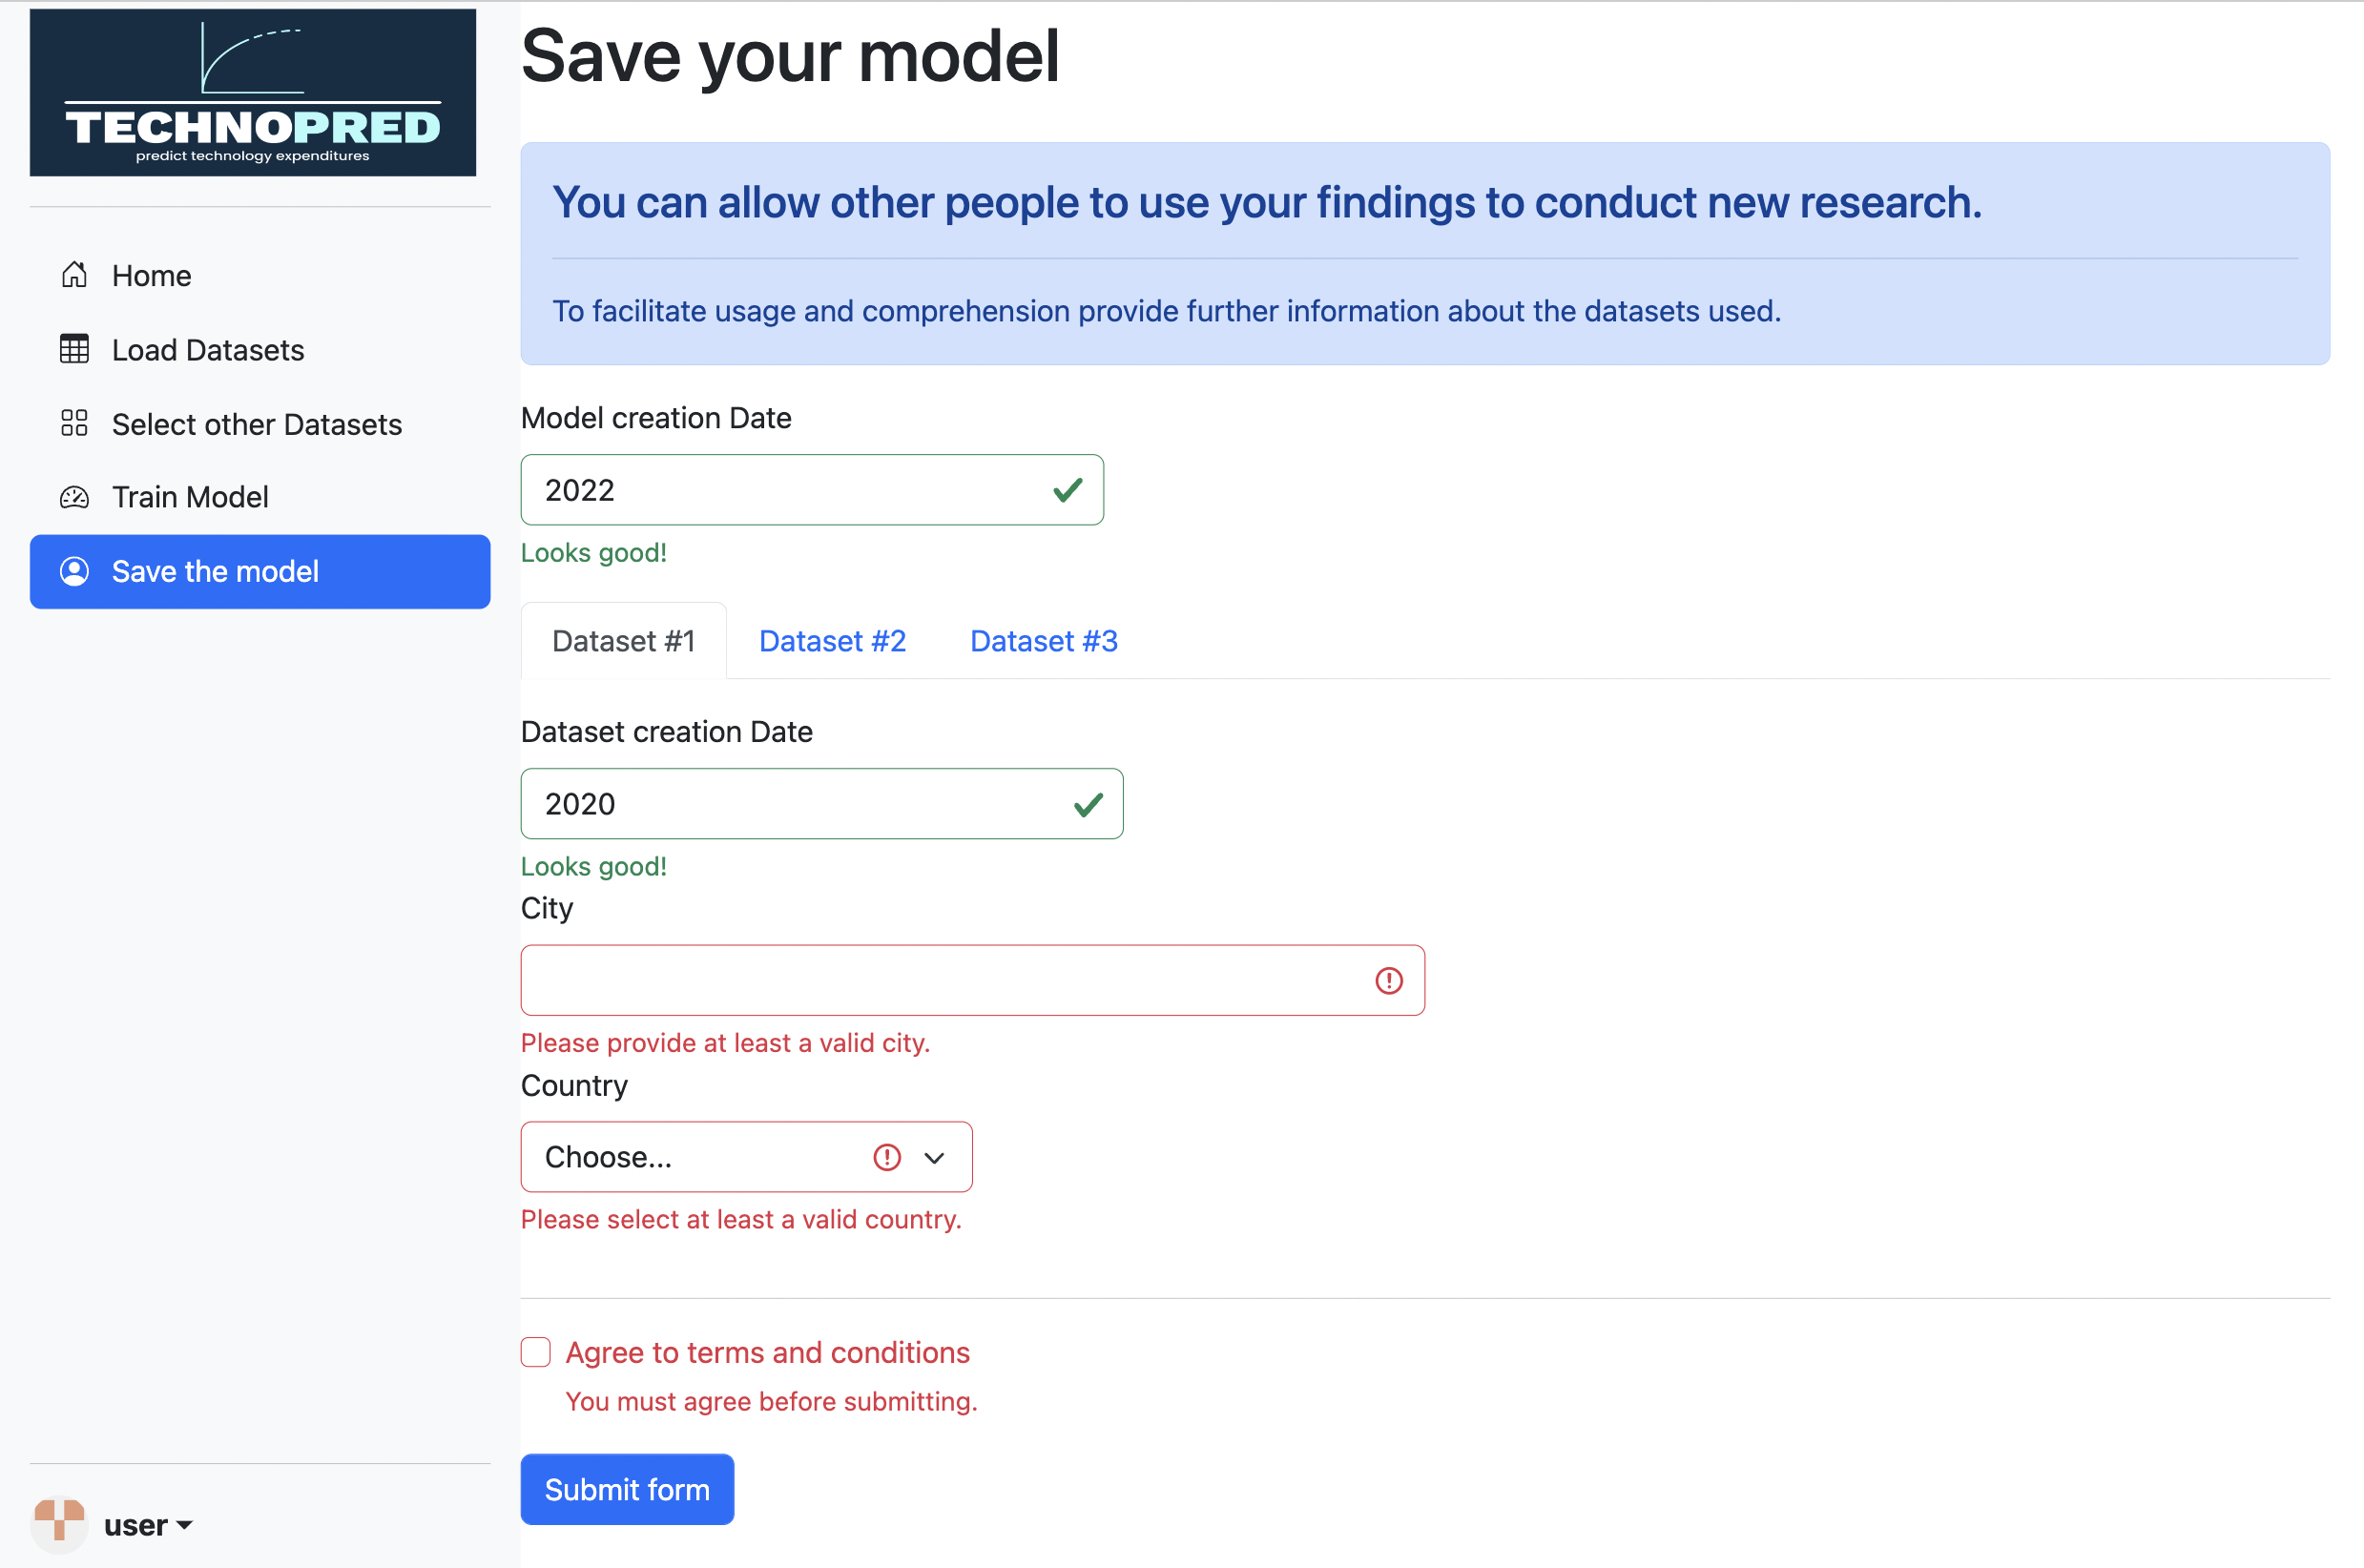 TECHNOPRED
predict technology expenditures
Home
Load Datasets
Select other Datasets
Train Model
Save the model
user
Save your model
You can allow other people to use your findings to conduct new research.
To facilitate usage and comprehension provide further information about the datasets used.
Model creation Date
2022
Looks good!
Dataset #1 Dataset #2 Dataset #3
Dataset creation Date
2020
Looks good!
City
Please provide at least a valid city.
Country
Choose...
Please select at least a valid country.
Agree to terms and conditions
You must agree before submitting.
Submit form